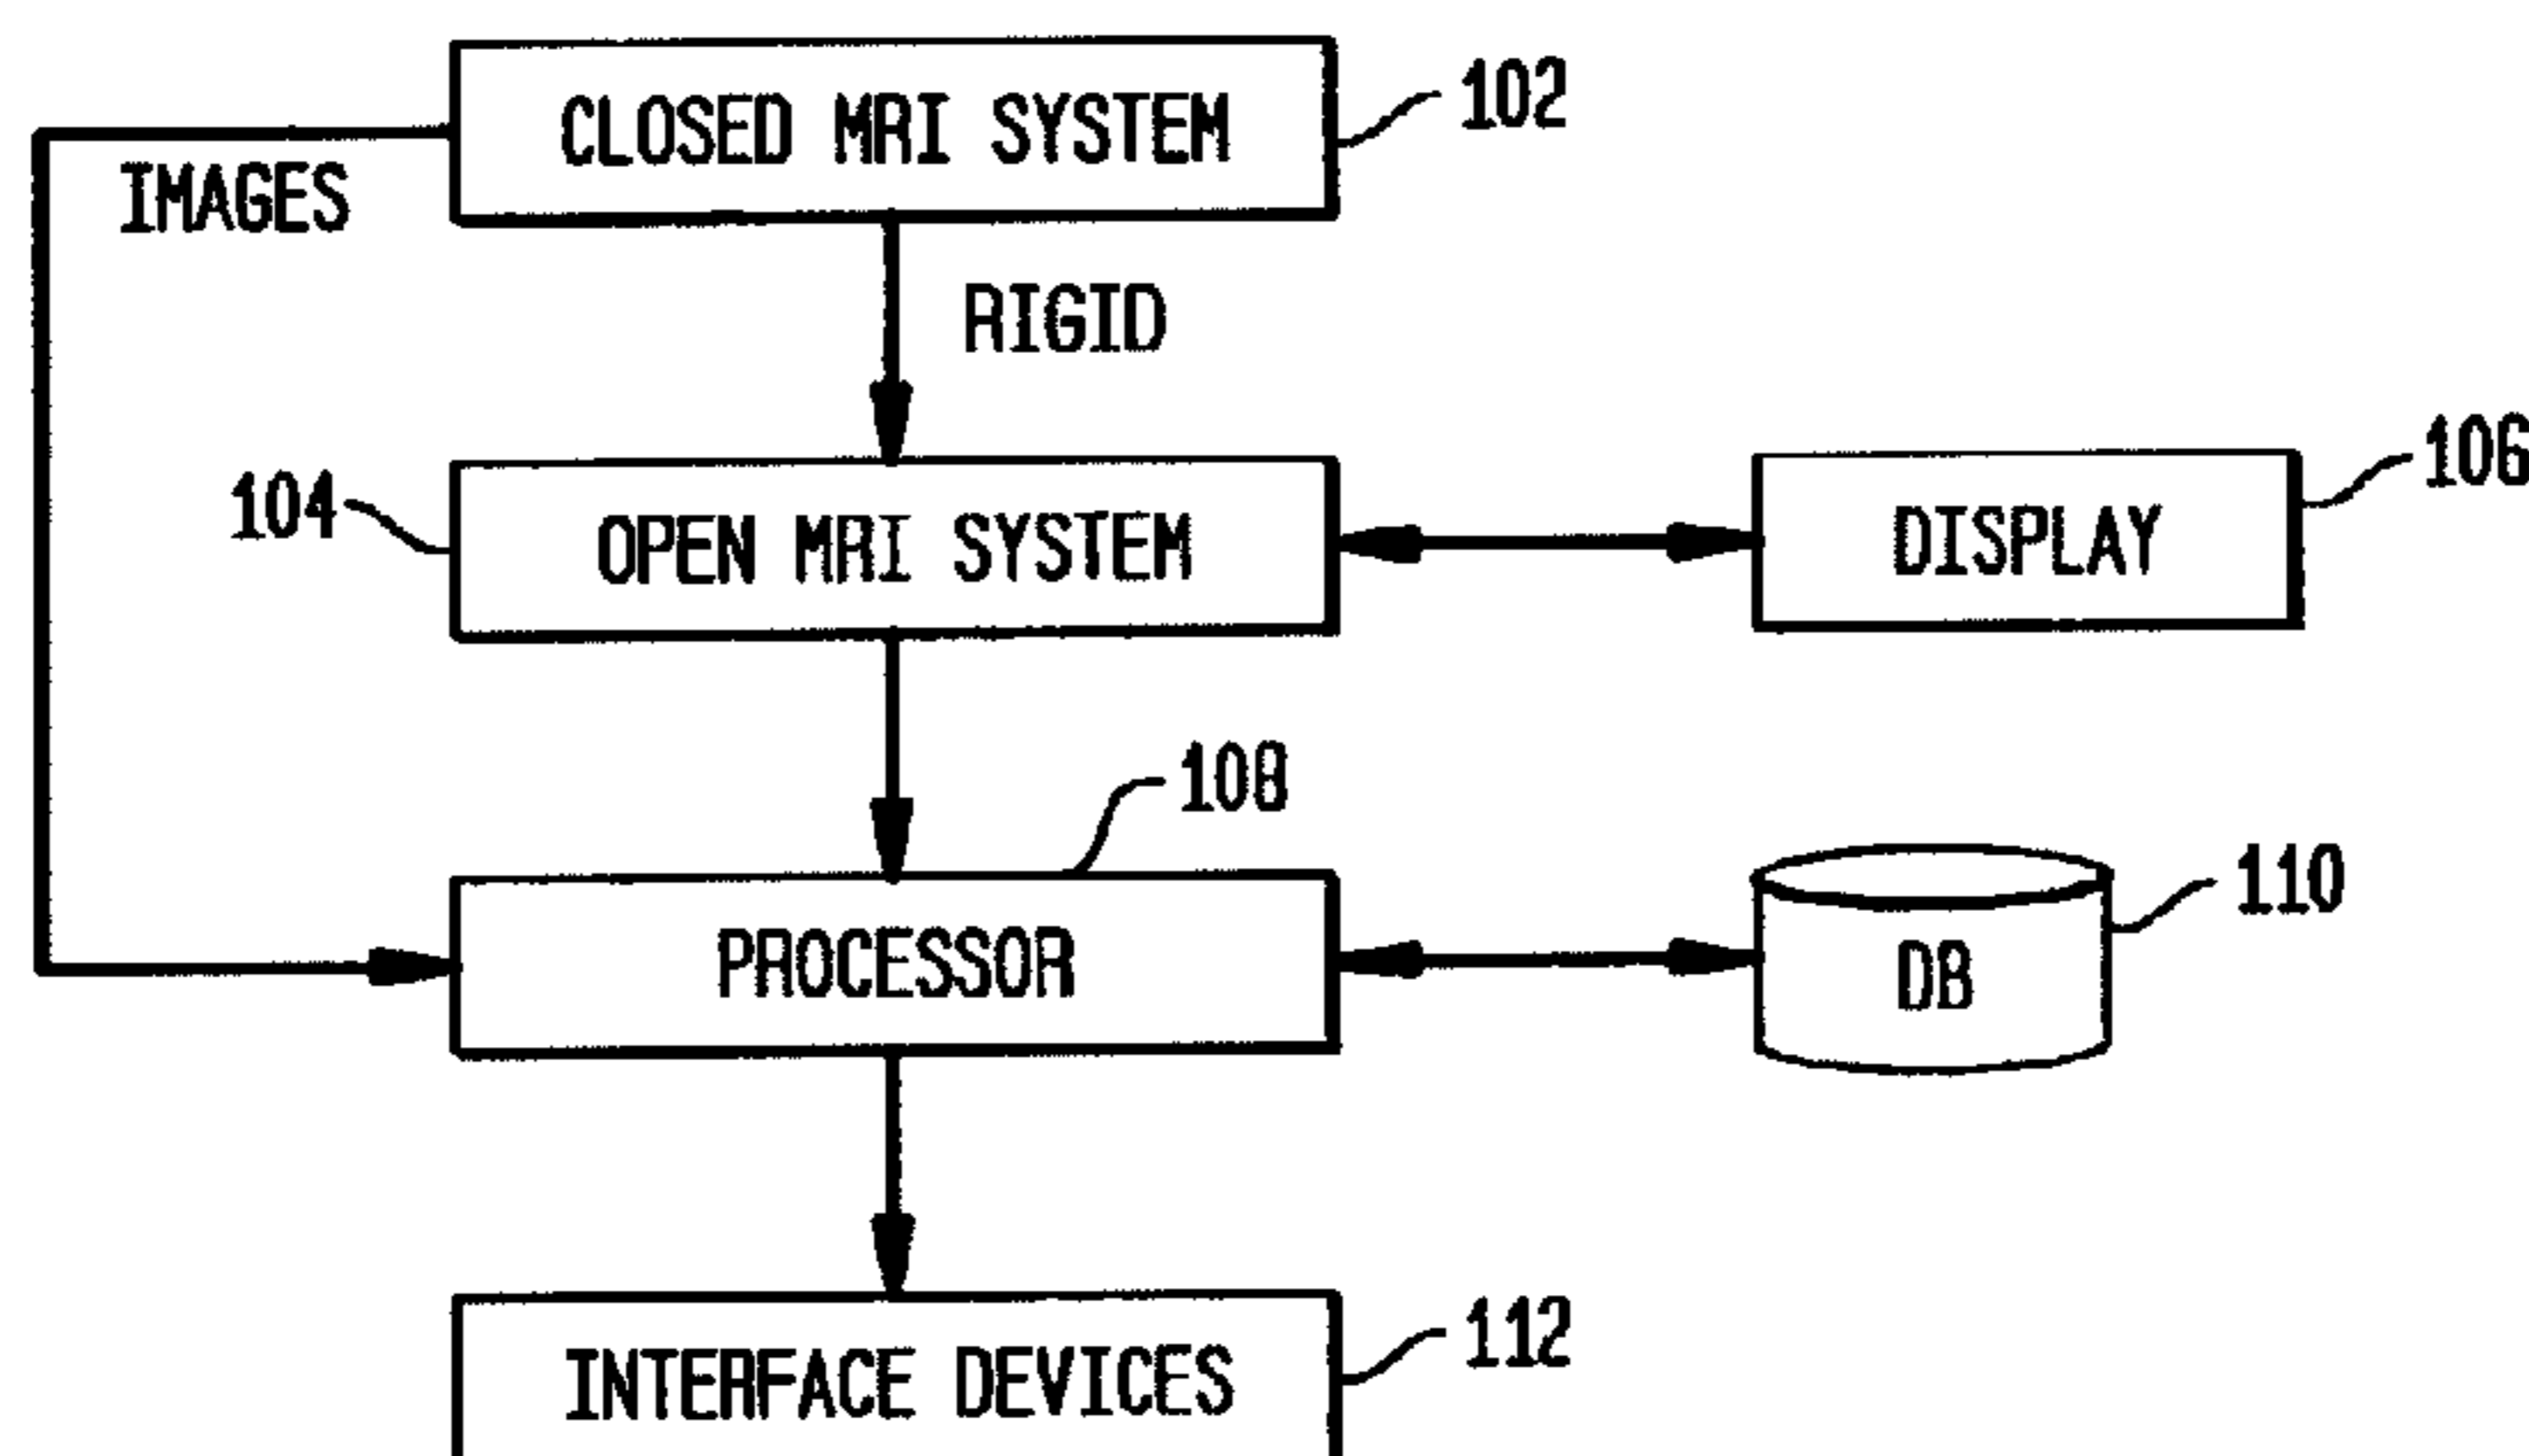 CLOSED MRI SYSTEM
102
IMAGES
RIGID
104
OPEN MRI SYSTEM
DISPLAY
106
108
PROCESSOR
DB
110
INTERFACE DEVICES
112